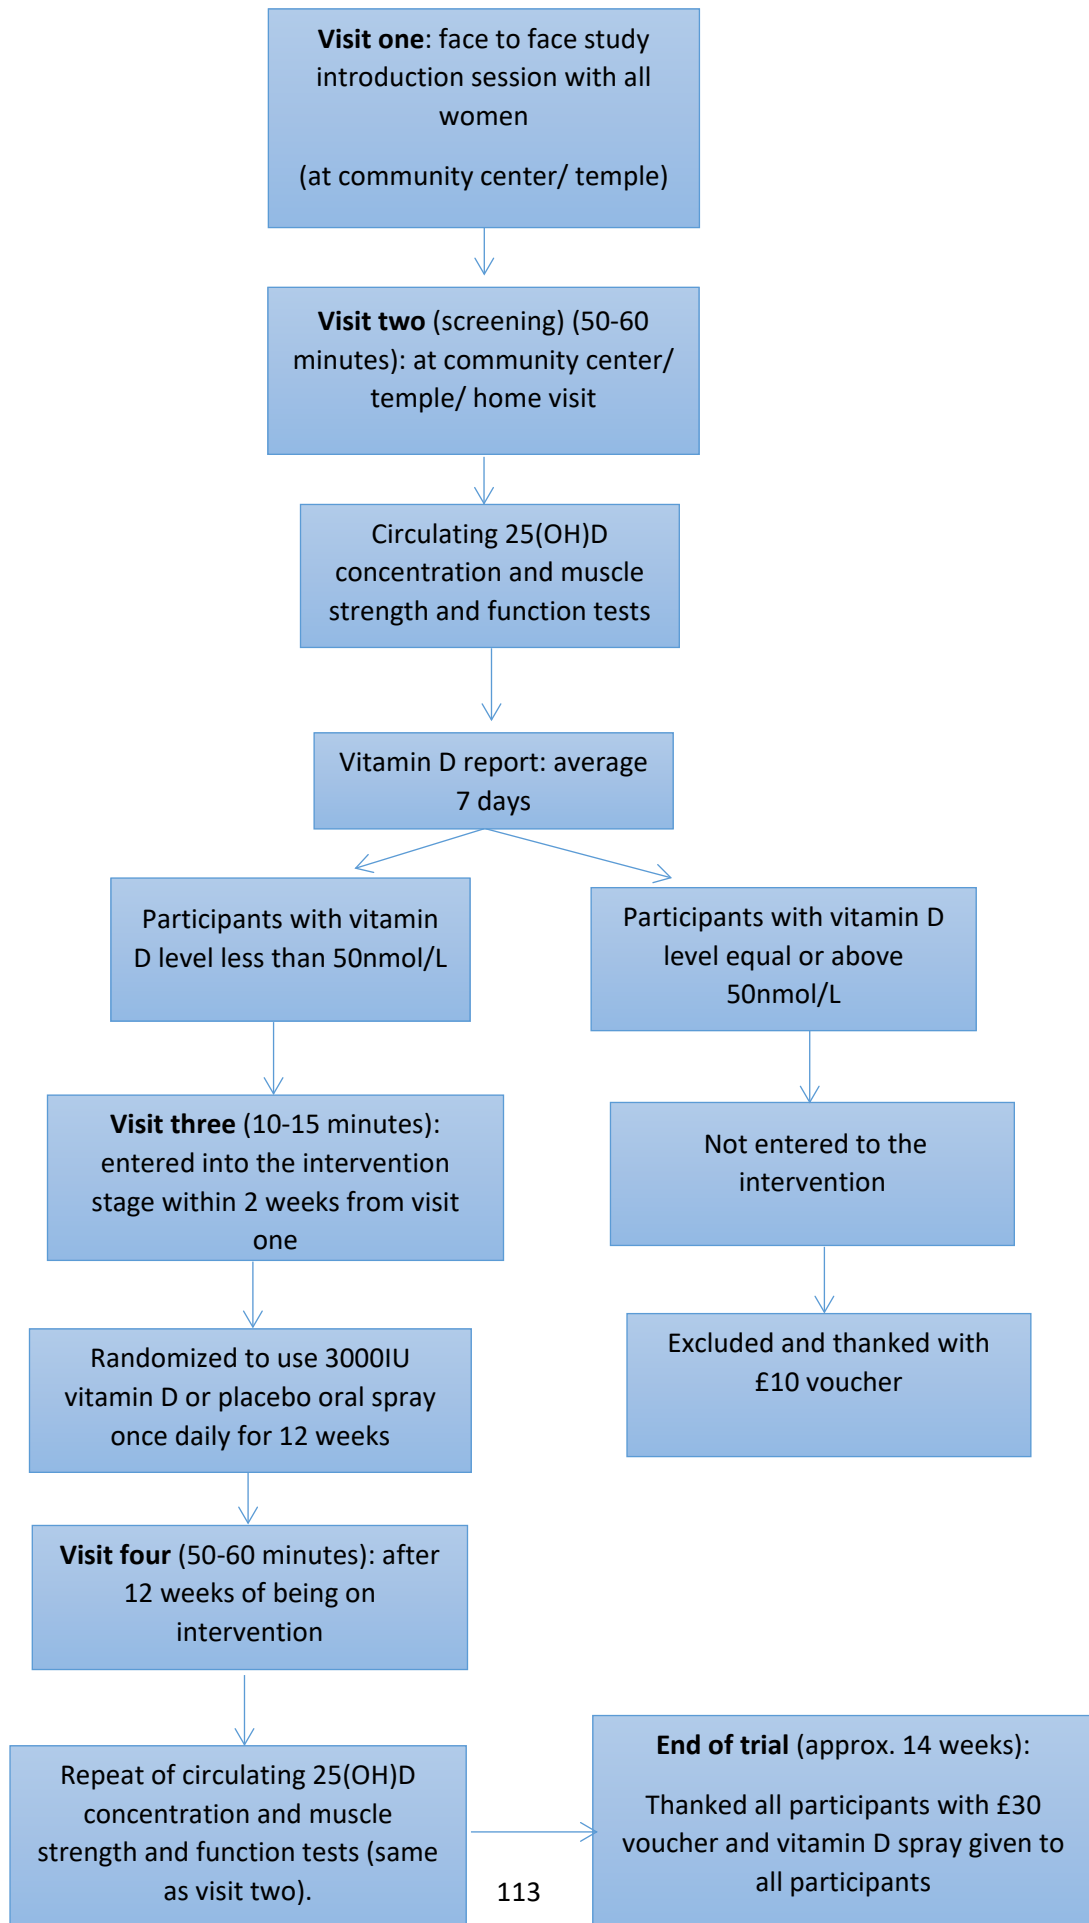 Visit one: face to face study
introduction session with all
women
(at community center/ temple)
Visit two (screening) (50-60
minutes): at community center/
temple/ home visit
Circulating 25(OH)D
concentration and muscle
strength and function tests
Vitamin D report: average
7 days
Participants with vitamin
D level less than 50nmol/L
Participants with vitamin D
level equal or above
50nmol/L
Visit three (10-15 minutes):
entered into the intervention
stage within 2 weeks from visit
one
Not entered to the
intervention
Randomized to use 3000IU
vitamin D or placebo oral spray
once daily for 12 weeks
Excluded and thanked with
£10 voucher
Visit four (50-60 minutes): after
12 weeks of being on
intervention
Repeat of circulating 25(OH)D
concentration and muscle
strength and function tests (same
as visit two).
End of trial (approx. 14 weeks):
Thanked all participants with £30
voucher and vitamin D spray given to
all participants
113